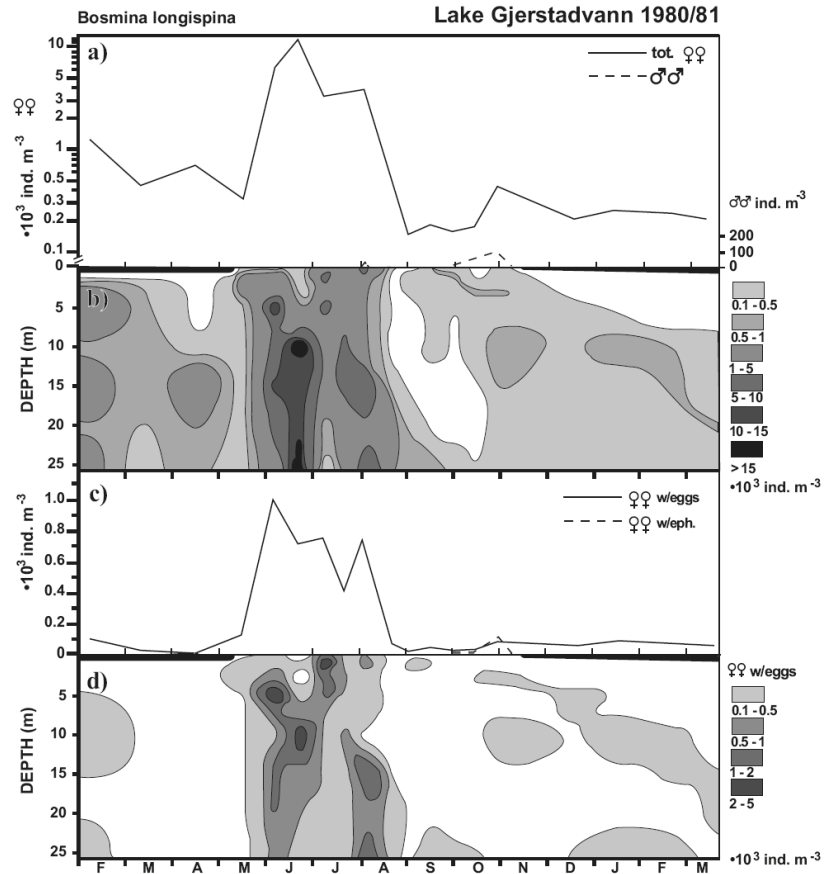 Bosmina longispina
Lake Gjerstadvann 1980/81
a)
tot. ♀♀
♂♂
♀♀
•10³ ind. m⁻³
10
5
3
2
1
0.5
0.3
0.2
0.1
♂♂ ind. m⁻³
200
100
0
b)
DEPTH (m)
0
5
10
15
20
25
0.1 - 0.5
0.5 - 1
1 - 5
5 - 10
10 - 15
> 15
•10³ ind. m⁻³
c)
♀♀ w/eggs
♀♀ w/eph.
•10³ ind. m⁻³
1.0
0.8
0.6
0.4
0.2
0
d)
DEPTH (m)
5
10
15
20
25
♀♀ w/eggs
0.1 - 0.5
0.5 - 1
1 - 2
2 - 5
•10³ ind. m⁻³
F M A M J J A S O N D J F M